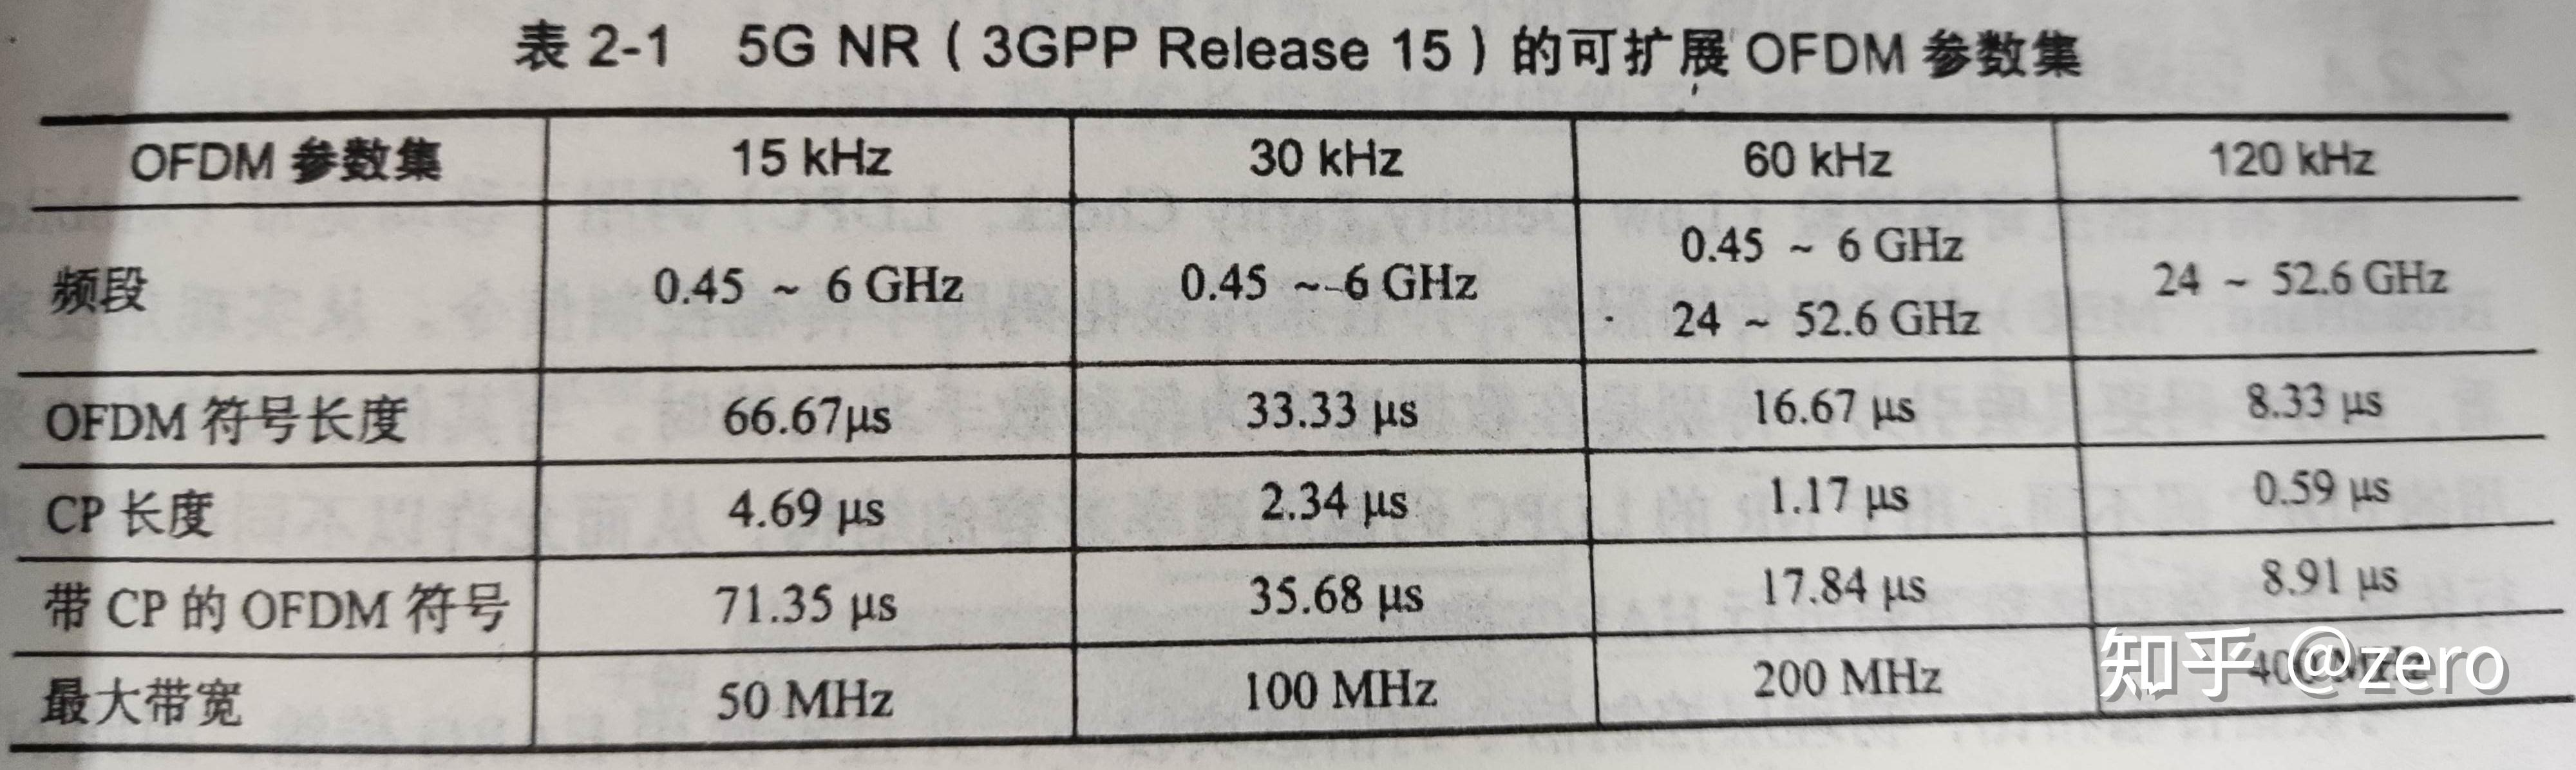 表 2-1 5G NR（3GPP Release 15）的可扩展 OFDM 参数集
OFDM 参数集 15 kHz 30 kHz 60 kHz 120 kHz
频段 0.45 ~ 6 GHz 0.45 ~ 6 GHz 0.45 ~ 6 GHz 24 ~ 52.6 GHz 24 ~ 52.6 GHz
OFDM 符号长度 66.67μs 33.33 μs 16.67 μs 8.33 μs
CP 长度 4.69 μs 2.34 μs 1.17 μs 0.59 μs
带 CP 的 OFDM 符号 71.35 μs 35.68 μs 17.84 μs 8.91 μs
最大带宽 50 MHz 100 MHz 200 MHz
知乎 @zero